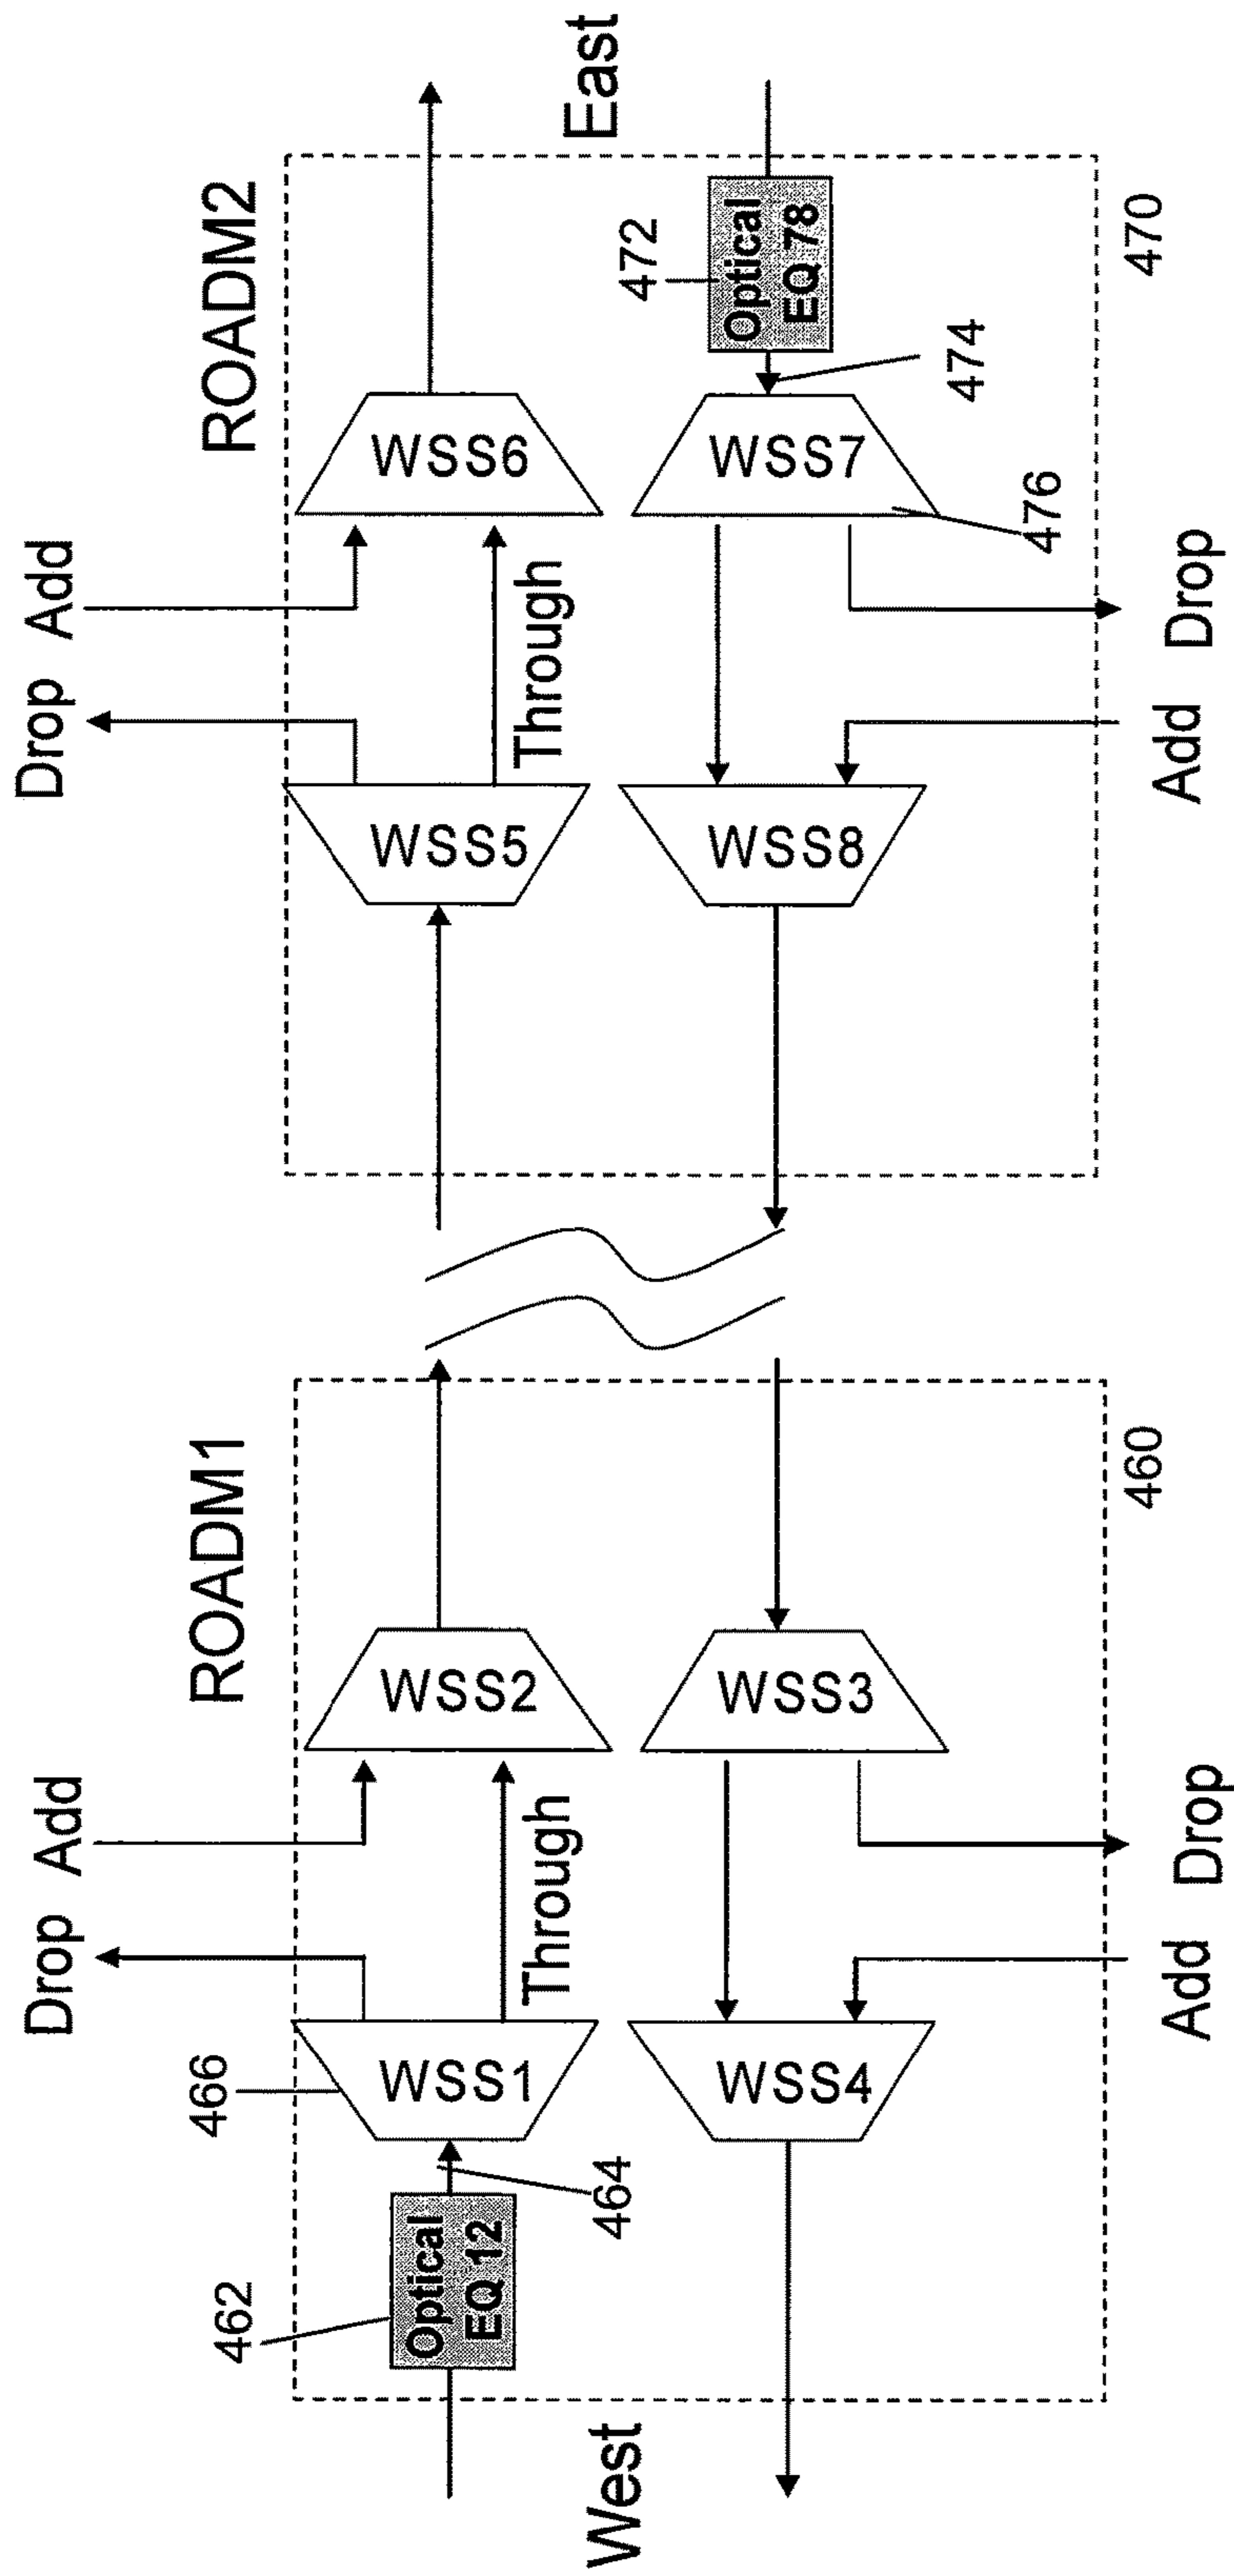 ROADM1
ROADM2
Drop
Add
Drop
Add
466
462
Optical
EQ 12
464
WSS1
Through
WSS2
WSS5
Through
WSS6
West
East
WSS4
WSS3
WSS8
WSS7
472
Optical
EQ 78
474
476
Add
Drop
460
Add
Drop
470